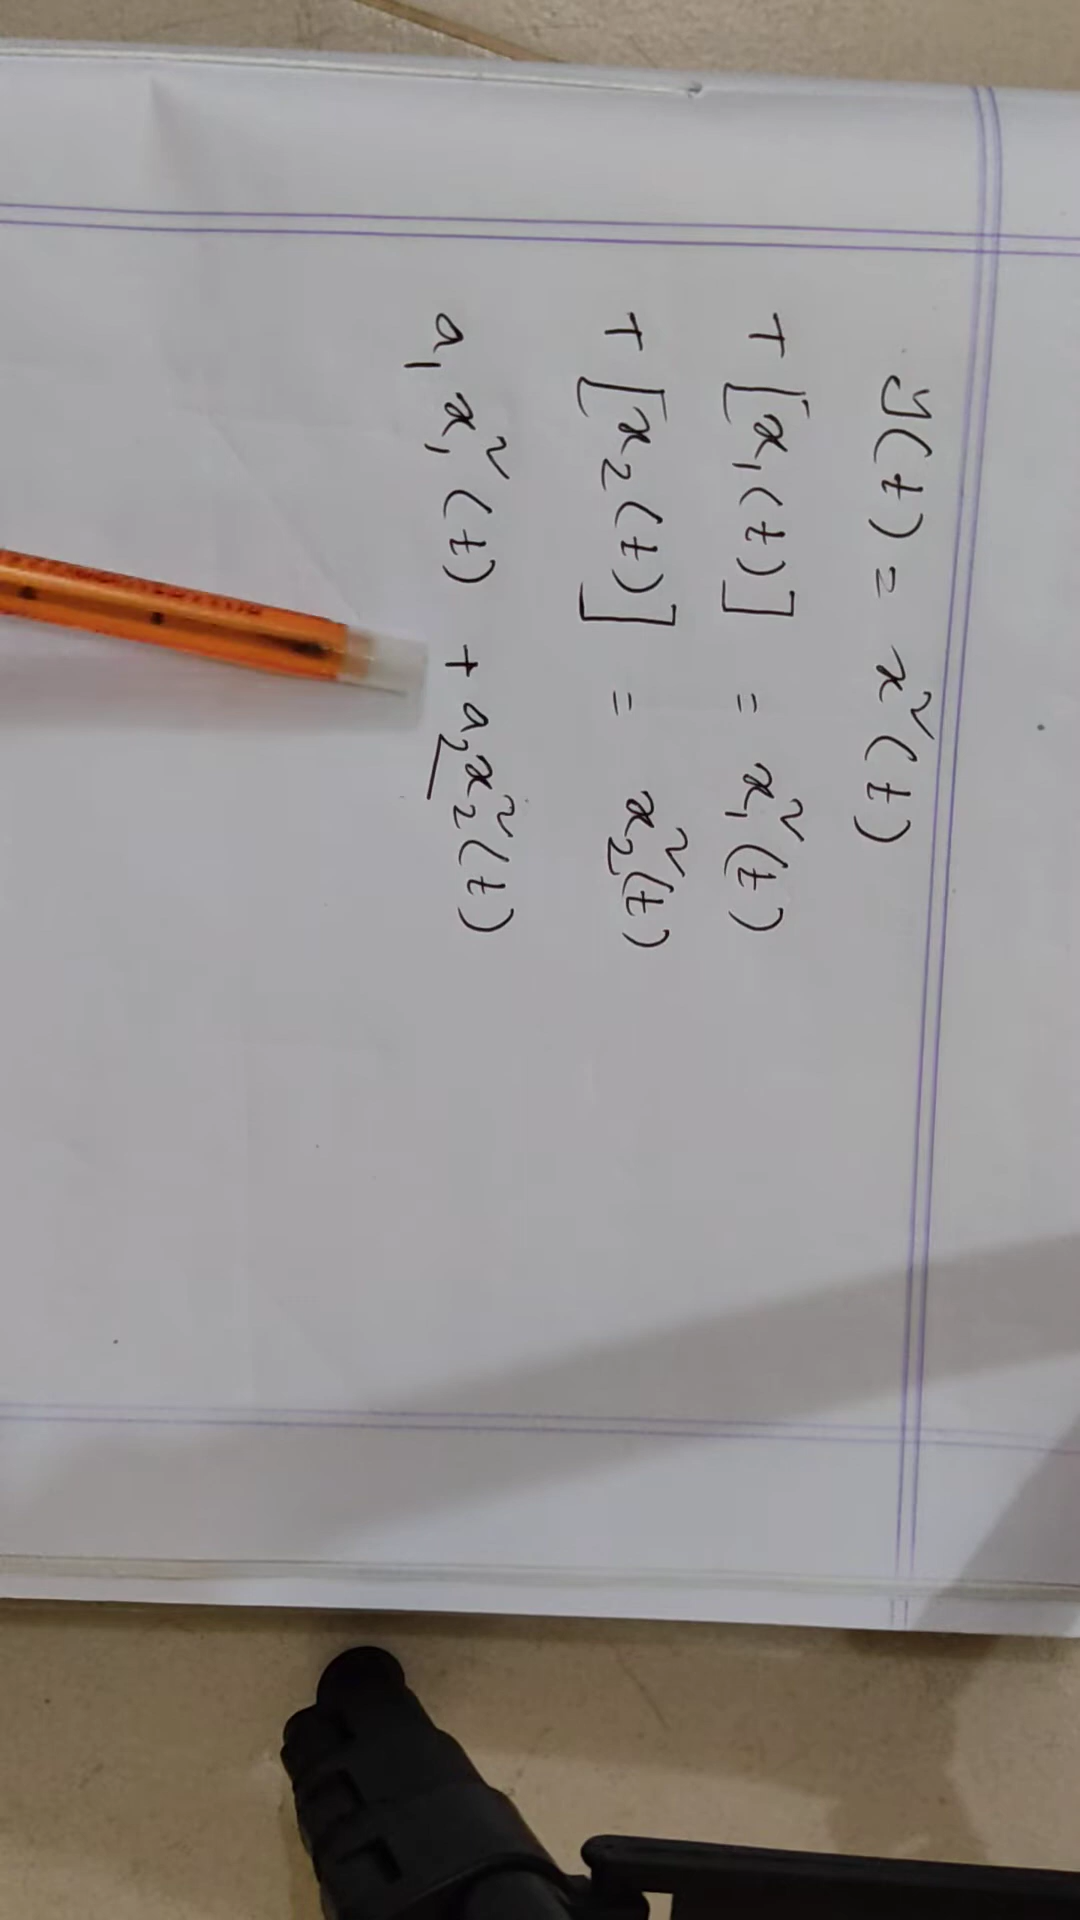 y(t) = x²(t)
T[x₁(t)] = x₁²(t)
T[x₂(t)] = x₂²(t)
a₁x₁²(t) + a₂x₂²(t)